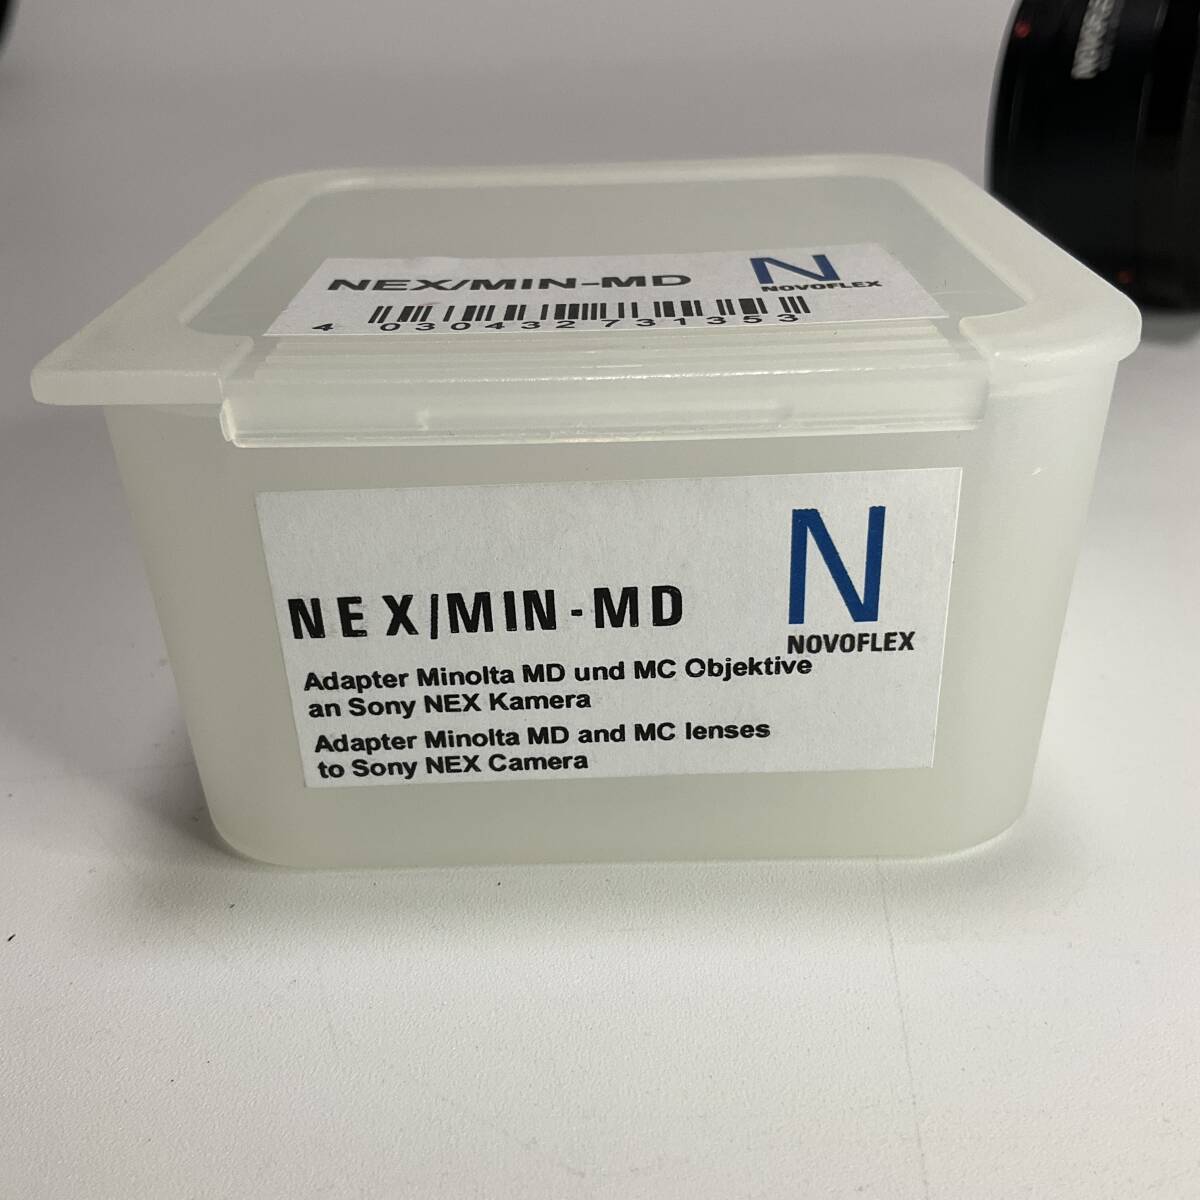 NEX/MIN-MD
N
NOVOFLEX
4 030432 731353
NEX/MIN-MD
N
NOVOFLEX
Adapter Minolta MD und MC Objektive
an Sony NEX Kamera
Adapter Minolta MD and MC lenses
to Sony NEX Camera